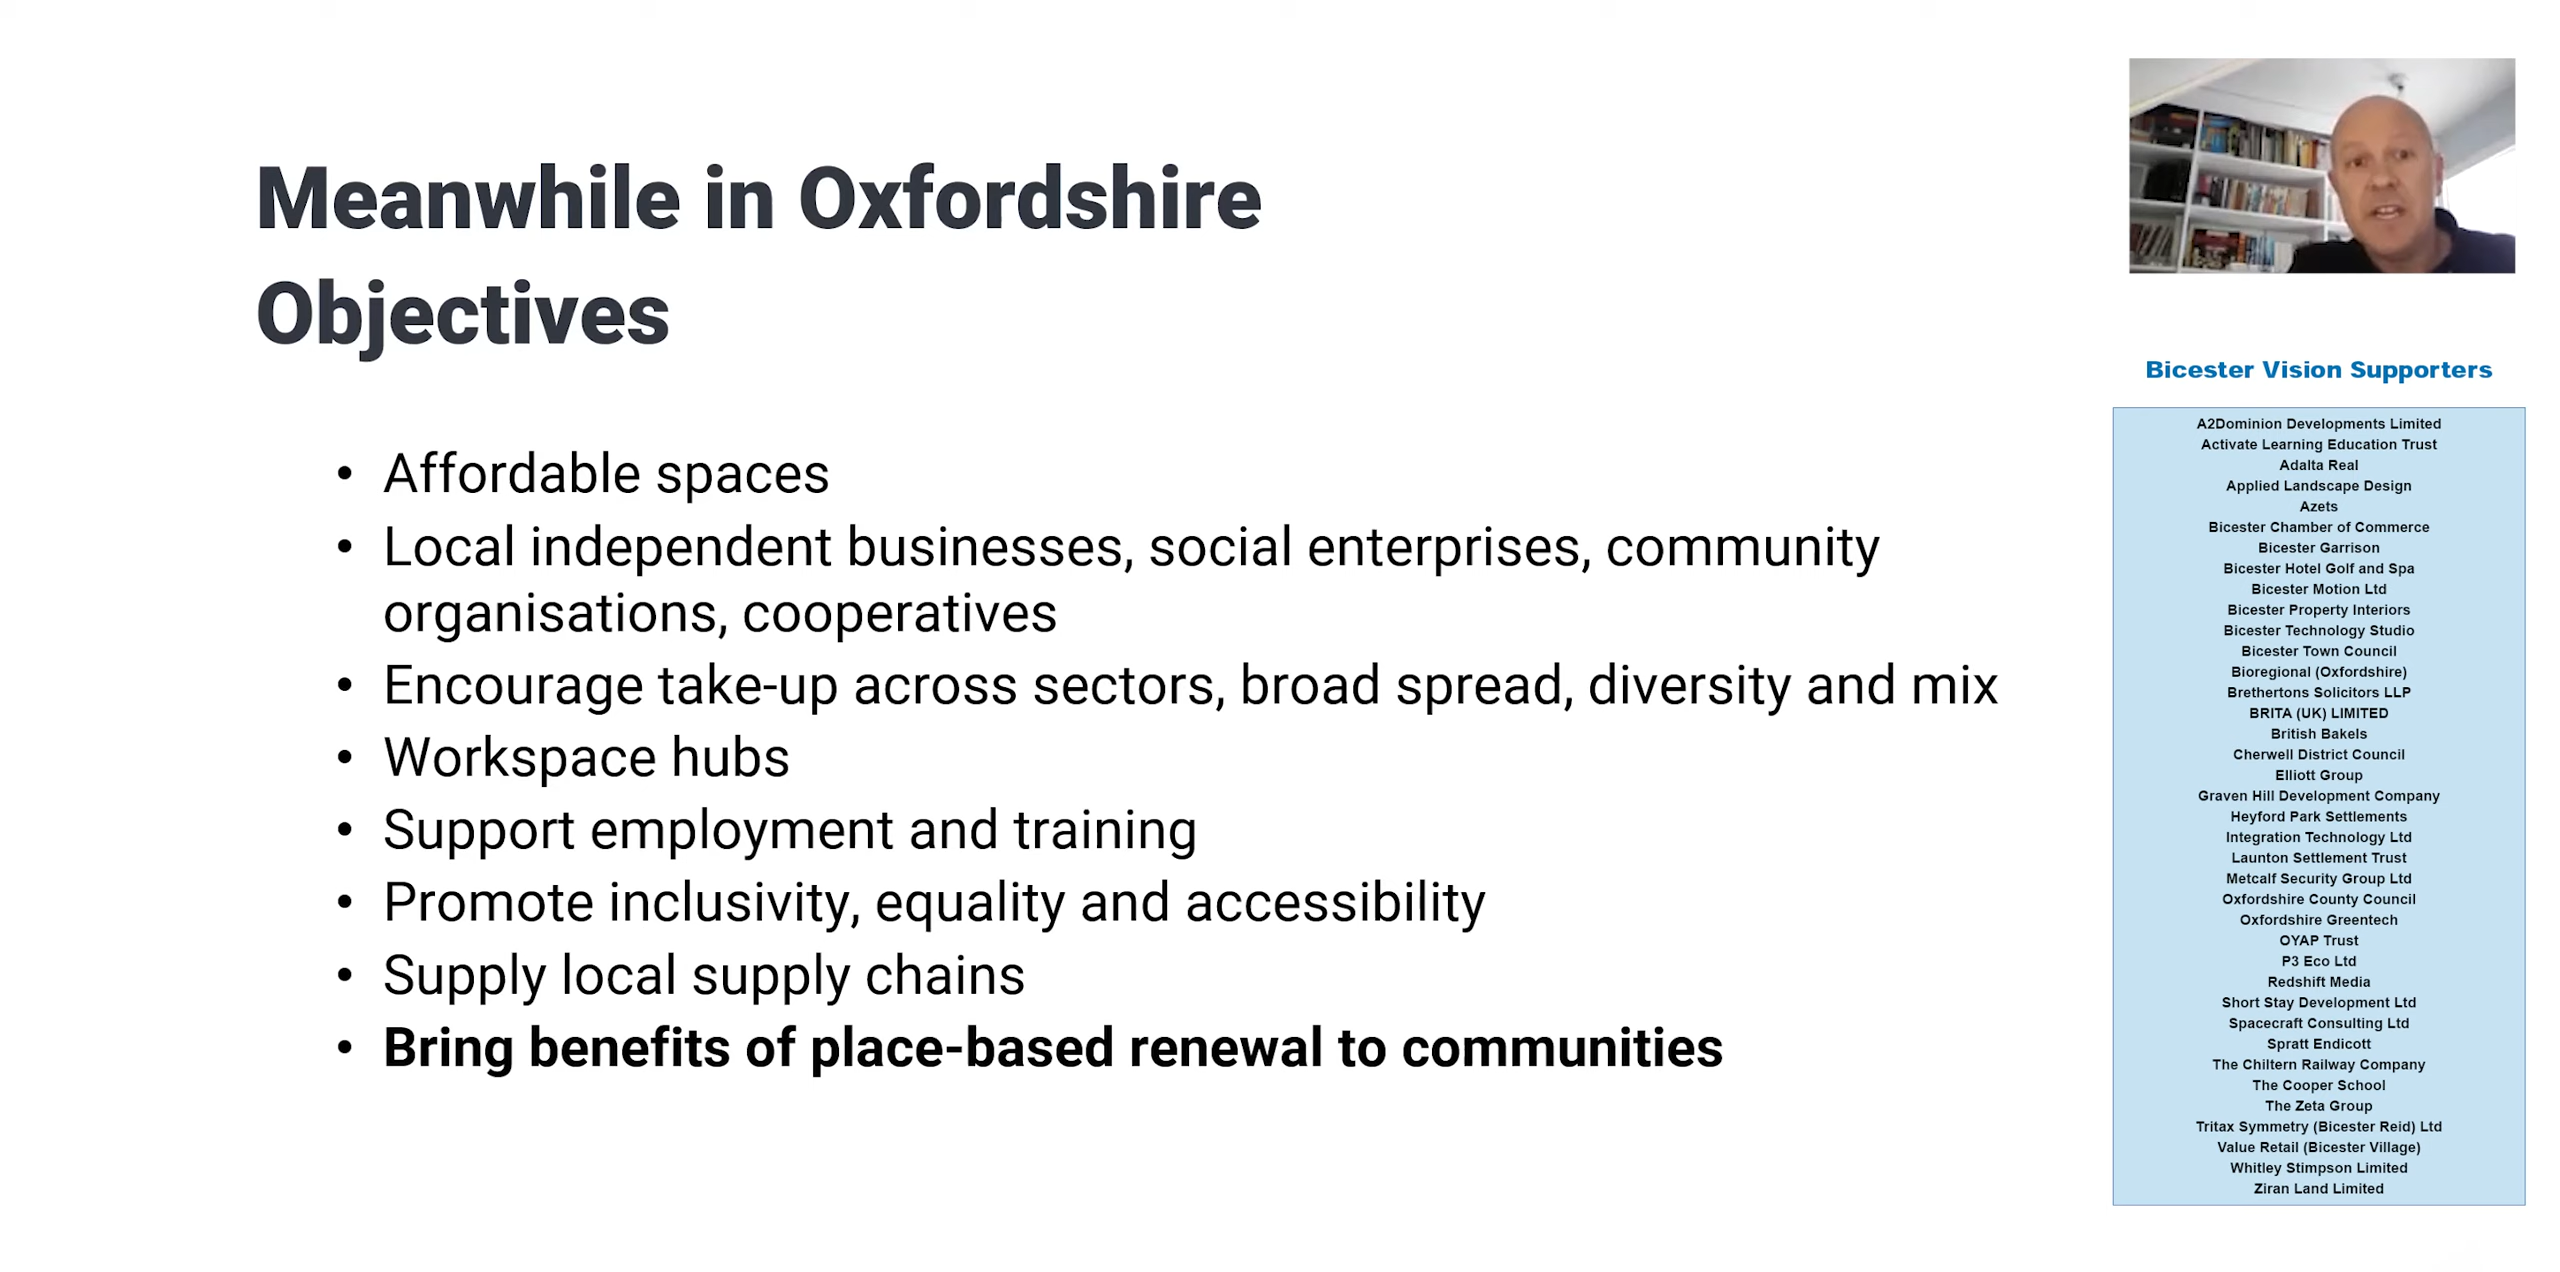 Meanwhile in Oxfordshire
Objectives
• Affordable spaces
• Local independent businesses, social enterprises, community
organisations, cooperatives
• Encourage take-up across sectors, broad spread, diversity and mix
• Workspace hubs
• Support employment and training
• Promote inclusivity, equality and accessibility
• Supply local supply chains
• Bring benefits of place-based renewal to communities
Bicester Vision Supporters
A2Dominion Developments Limited
Activate Learning Education Trust
Adalta Real
Applied Landscape Design
Azets
Bicester Chamber of Commerce
Bicester Garrison
Bicester Hotel Golf and Spa
Bicester Motion Ltd
Bicester Property Interiors
Bicester Technology Studio
Bicester Town Council
Bioregional (Oxfordshire)
Brethertons Solicitors LLP
BRITA (UK) LIMITED
British Bakels
Cherwell District Council
Elliott Group
Graven Hill Development Company
Heyford Park Settlements
Integration Technology Ltd
Launton Settlement Trust
Metcalf Security Group Ltd
Oxfordshire County Council
Oxfordshire Greentech
OYAP Trust
P3 Eco Ltd
Redshift Media
Short Stay Development Ltd
Spacecraft Consulting Ltd
Spratt Endicott
The Chiltern Railway Company
The Cooper School
The Zeta Group
Tritax Symmetry (Bicester Reid) Ltd
Value Retail (Bicester Village)
Whitley Stimpson Limited
Ziran Land Limited